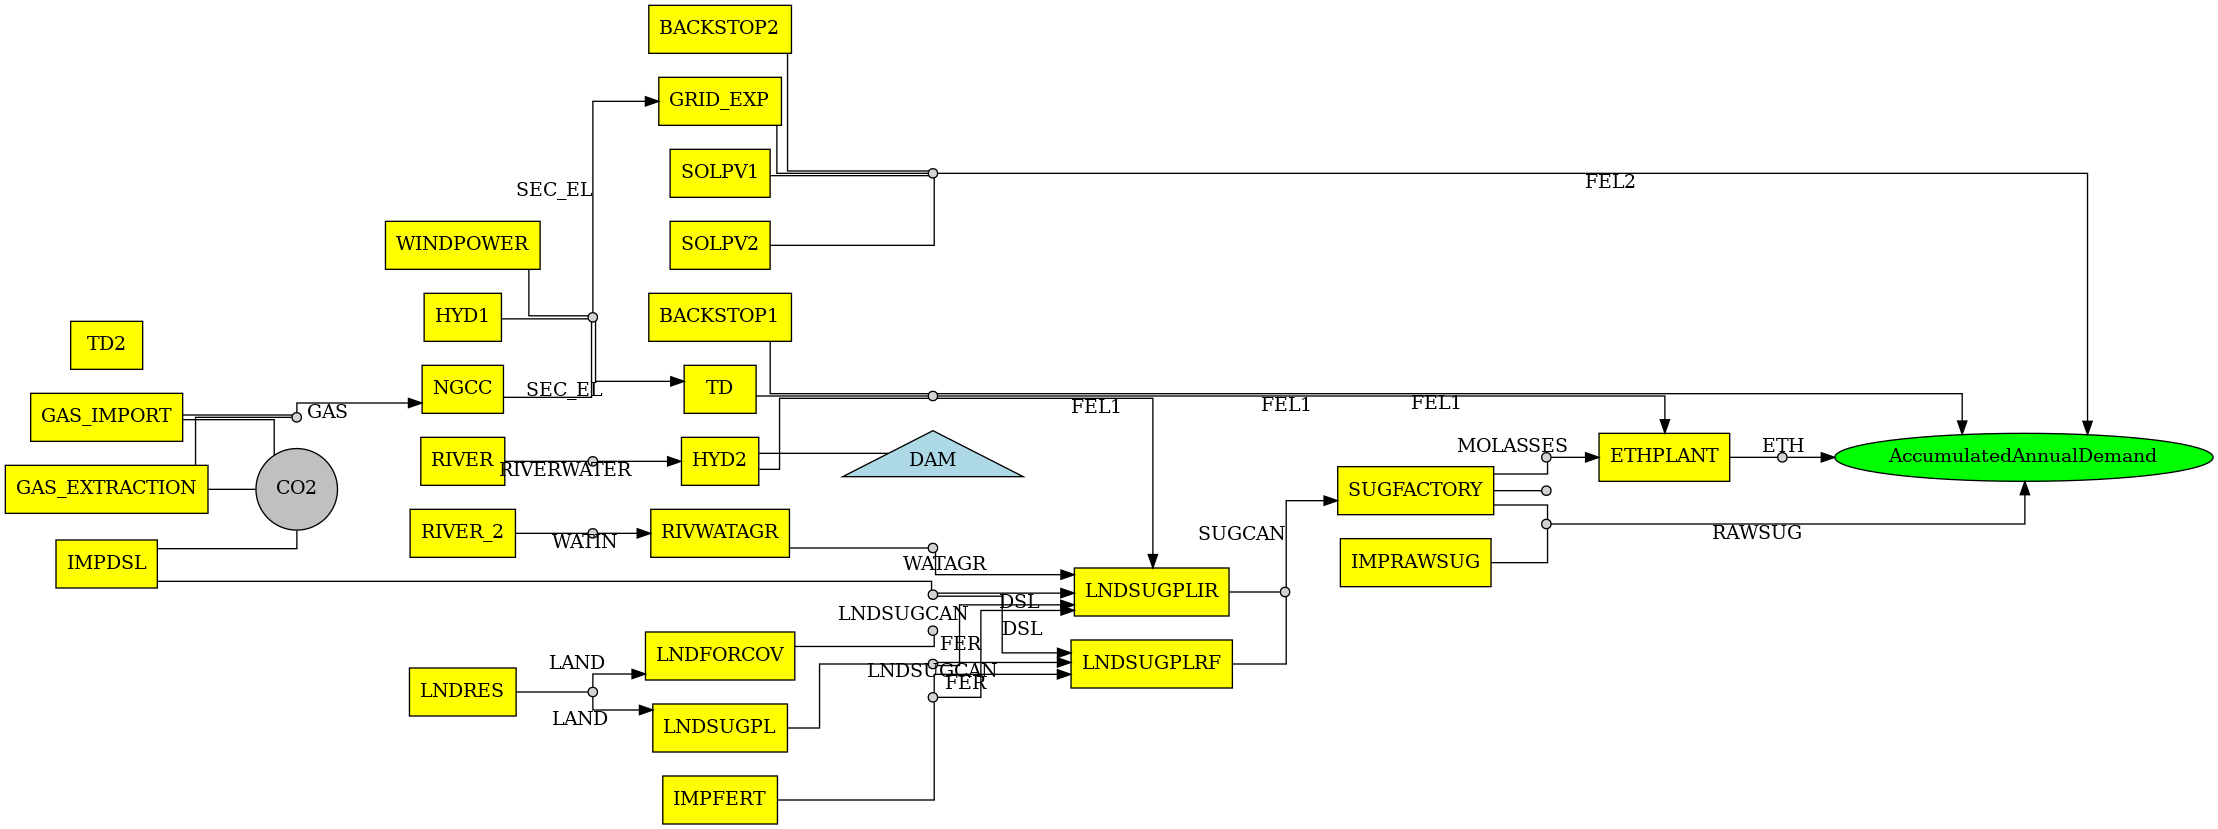 BACKSTOP2
GRID_EXP
SOLPV1
SEC_EL
FEL2
WINDPOWER
SOLPV2
HYD1
BACKSTOP1
TD2
NGCC
SEC_EL
TD
GAS_IMPORT
GAS
FEL1
FEL1
FEL1
RIVER
RIVERWATER
HYD2
DAM
MOLASSES
ETHPLANT
ETH
AccumulatedAnnualDemand
GAS_EXTRACTION
CO2
SUGFACTORY
RIVER_2
WATIN
RIVWATAGR
SUGCAN
RAWSUG
IMPDSL
WATAGR
IMPRAWSUG
LNDSUGPLIR
DSL
LNDSUGCAN
DSL
FER
LNDFORCOV
LAND
LNDSUGCAN
LNDSUGPLRF
FER
LNDRES
LAND
LNDSUGPL
IMPFERT